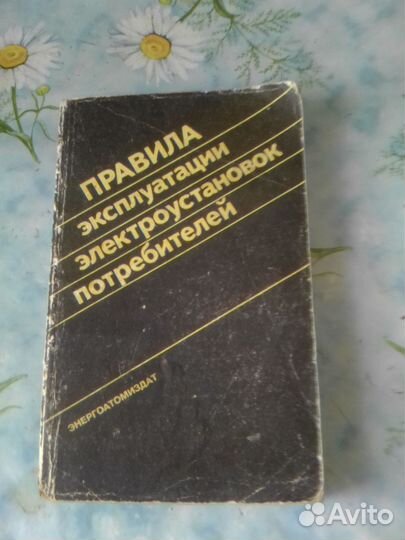 ПРАВИЛА
эксплуатации
электроустановок
потребителей
ЭНЕРГОАТОМИЗДАТ
Avito